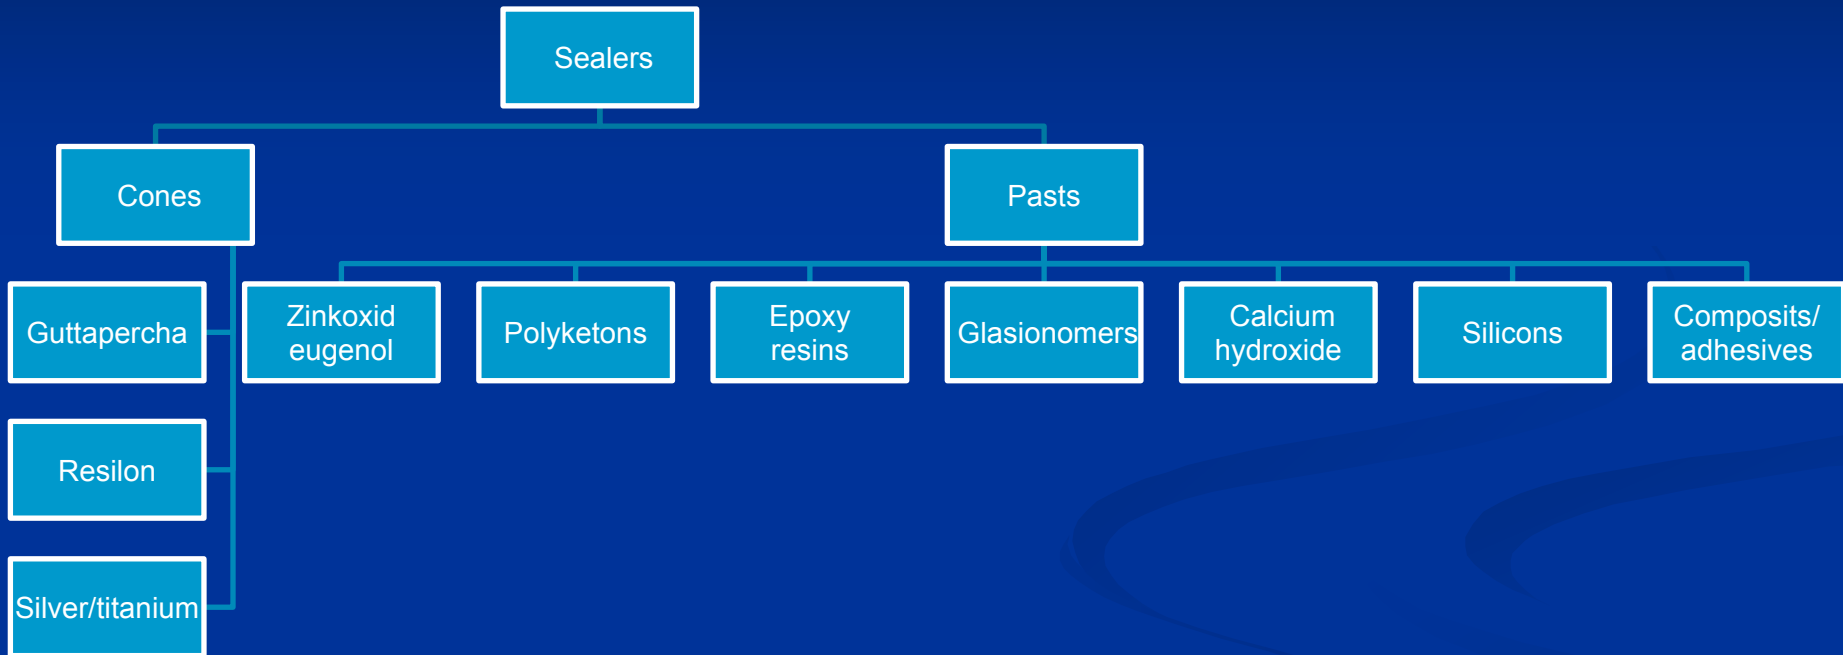 Sealers
Cones
Pasts
Guttapercha
Zinkoxid
eugenol
Polyketons
Epoxy
resins
Glasionomers
Calcium
hydroxide
Silicons
Composits/
adhesives
Resilon
Silver/titanium